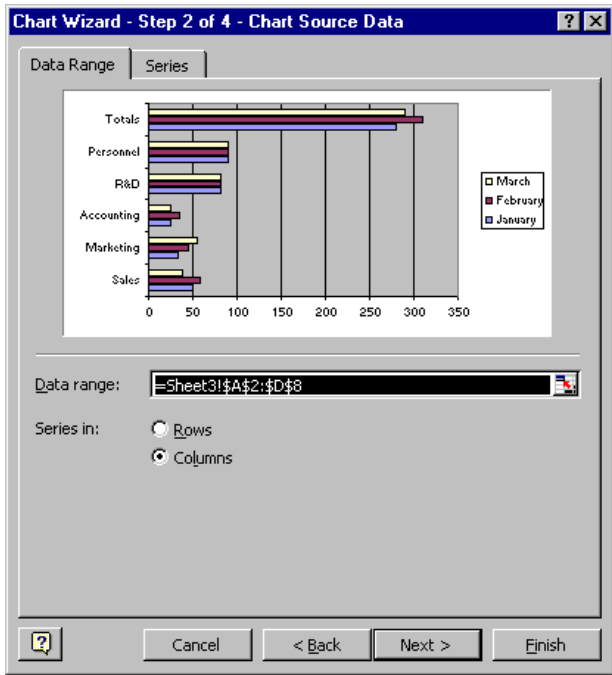 Chart Wizard - Step 2 of 4 - Chart Source Data
Data Range
Series
Totals
Personnel
R&D
Accounting
Marketing
Sales
0 50 100 150 200 250 300 350
March
February
January
Data range:
=Sheet3!$A$2:$D$8
Series in:
Rows
Columns
Cancel
< Back
Next >
Finish